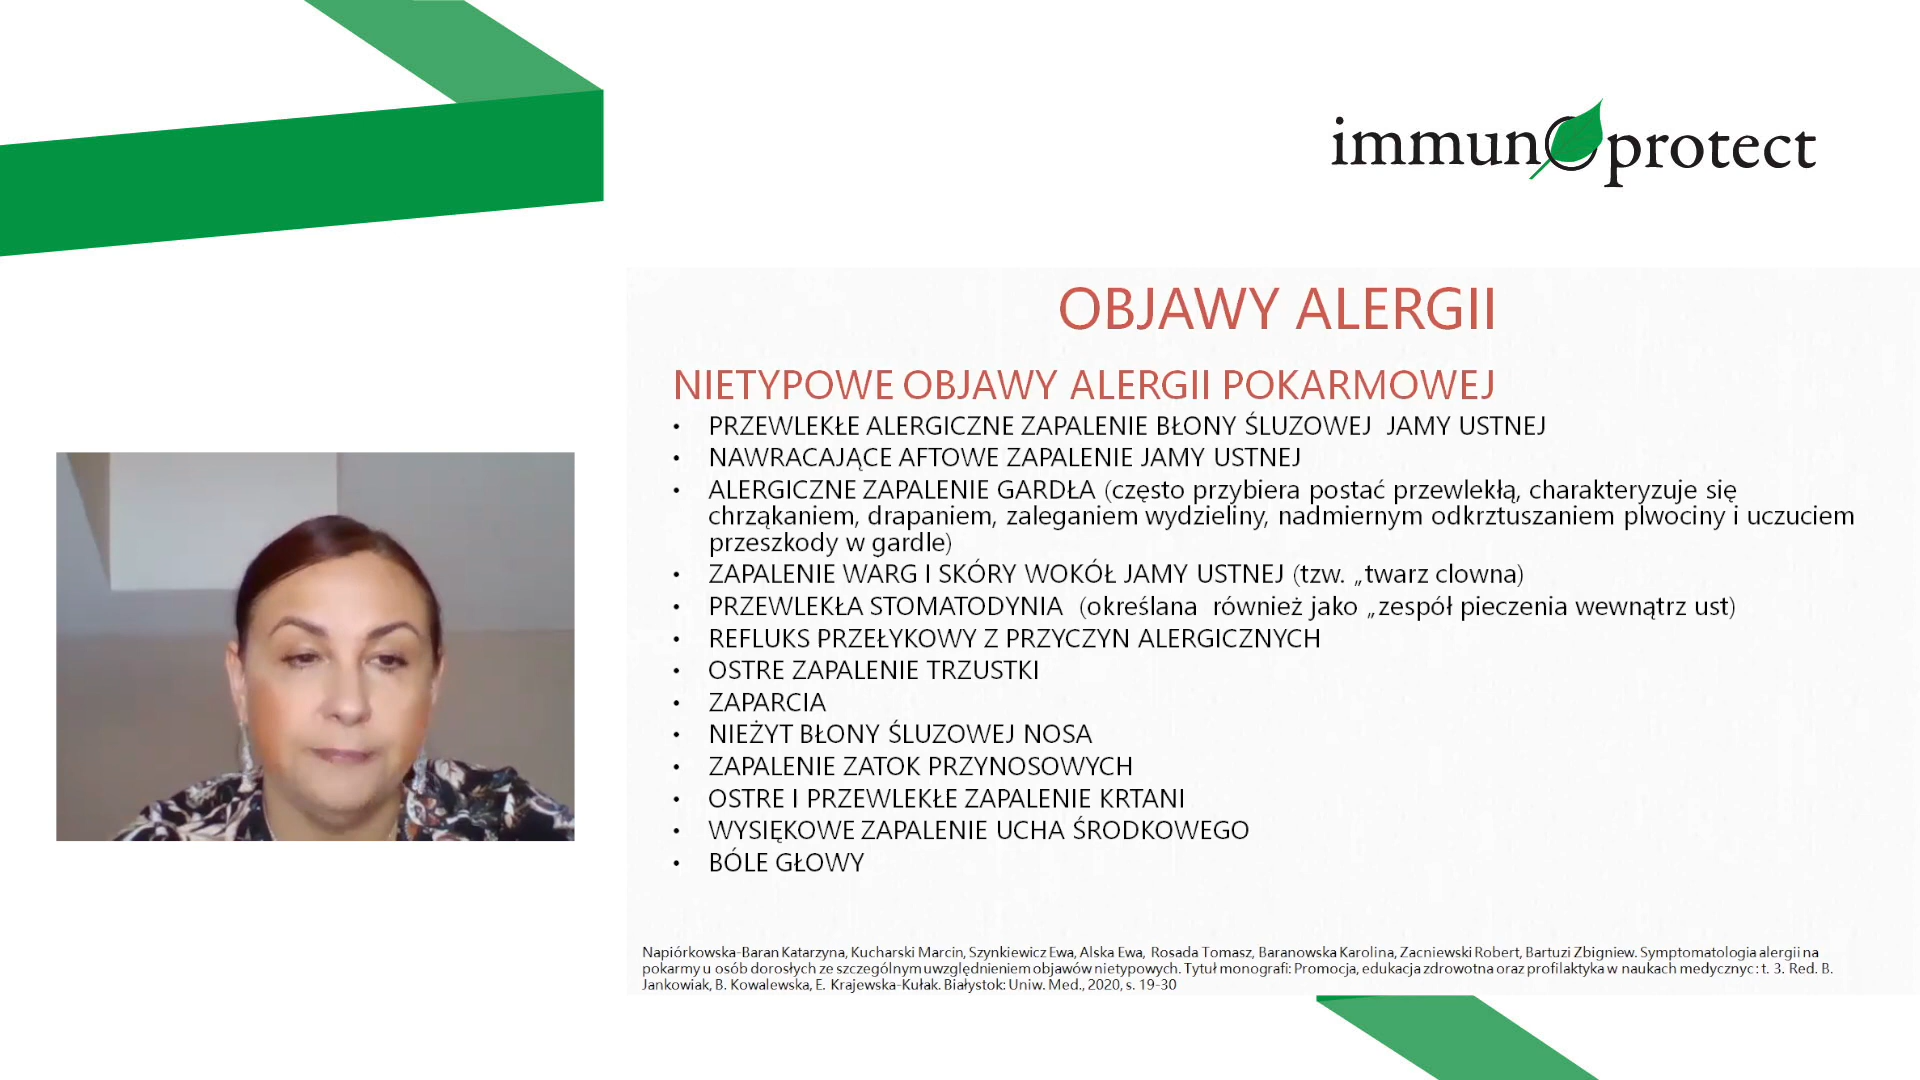 immunoprotect
OBJAWY ALERGII
NIETYPOWE OBJAWY ALERGII POKARMOWEJ
• PRZEWLEKŁE ALERGICZNE ZAPALENIE BŁONY ŚLUZOWEJ JAMY USTNEJ
• NAWRACAJĄCE AFTOWE ZAPALENIE JAMY USTNEJ
• ALERGICZNE ZAPALENIE GARDŁA (często przybiera postać przewlekłą, charakteryzuje się
chrząkaniem, drapaniem, zaleganiem wydzieliny, nadmiernym odkrztuszaniem plwociny i uczuciem
przeszkody w gardle)
• ZAPALENIE WARG I SKÓRY WOKÓŁ JAMY USTNEJ (tzw. „twarz clowna)
• PRZEWLEKŁA STOMATODYNIA (określana również jako „zespół pieczenia wewnątrz ust)
• REFLUKS PRZEŁYKOWY Z PRZYCZYN ALERGICZNYCH
• OSTRE ZAPALENIE TRZUSTKI
• ZAPARCIA
• NIEŻYT BŁONY ŚLUZOWEJ NOSA
• ZAPALENIE ZATOK PRZYNOSOWYCH
• OSTRE I PRZEWLEKŁE ZAPALENIE KRTANI
• WYSIĘKOWE ZAPALENIE UCHA ŚRODKOWEGO
• BÓLE GŁOWY
Napiórkowska-Baran Katarzyna, Kucharski Marcin, Szynkiewicz Ewa, Alska Ewa, Rosada Tomasz, Baranowska Karolina, Zacniewski Robert, Bartuzi Zbigniew. Symptomatologia alergii na
pokarmy u osób dorosłych ze szczególnym uwzględnieniem objawów nietypowych. Tytuł monografi: Promocja, edukacja zdrowotna oraz profilaktyka w naukach medycznyc: t. 3. Red. B.
Jankowiak, B. Kowalewska, E. Krajewska-Kułak. Białystok: Uniw. Med., 2020, s. 19-30